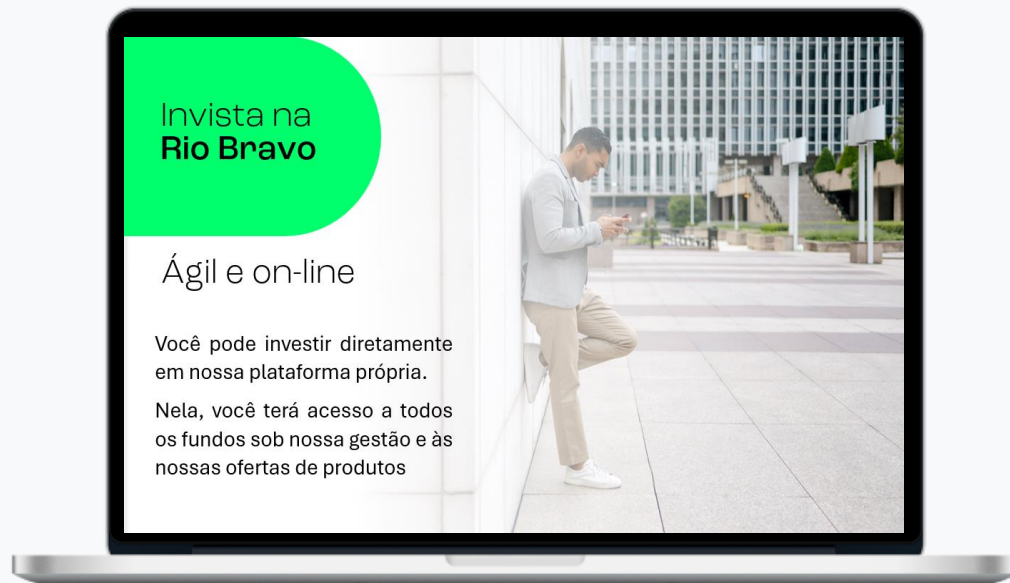 Invista na
Rio Bravo
Ágil e on-line
Você pode investir diretamente
em nossa plataforma própria.
Nela, você terá acesso a todos
os fundos sob nossa gestão e às
nossas ofertas de produtos